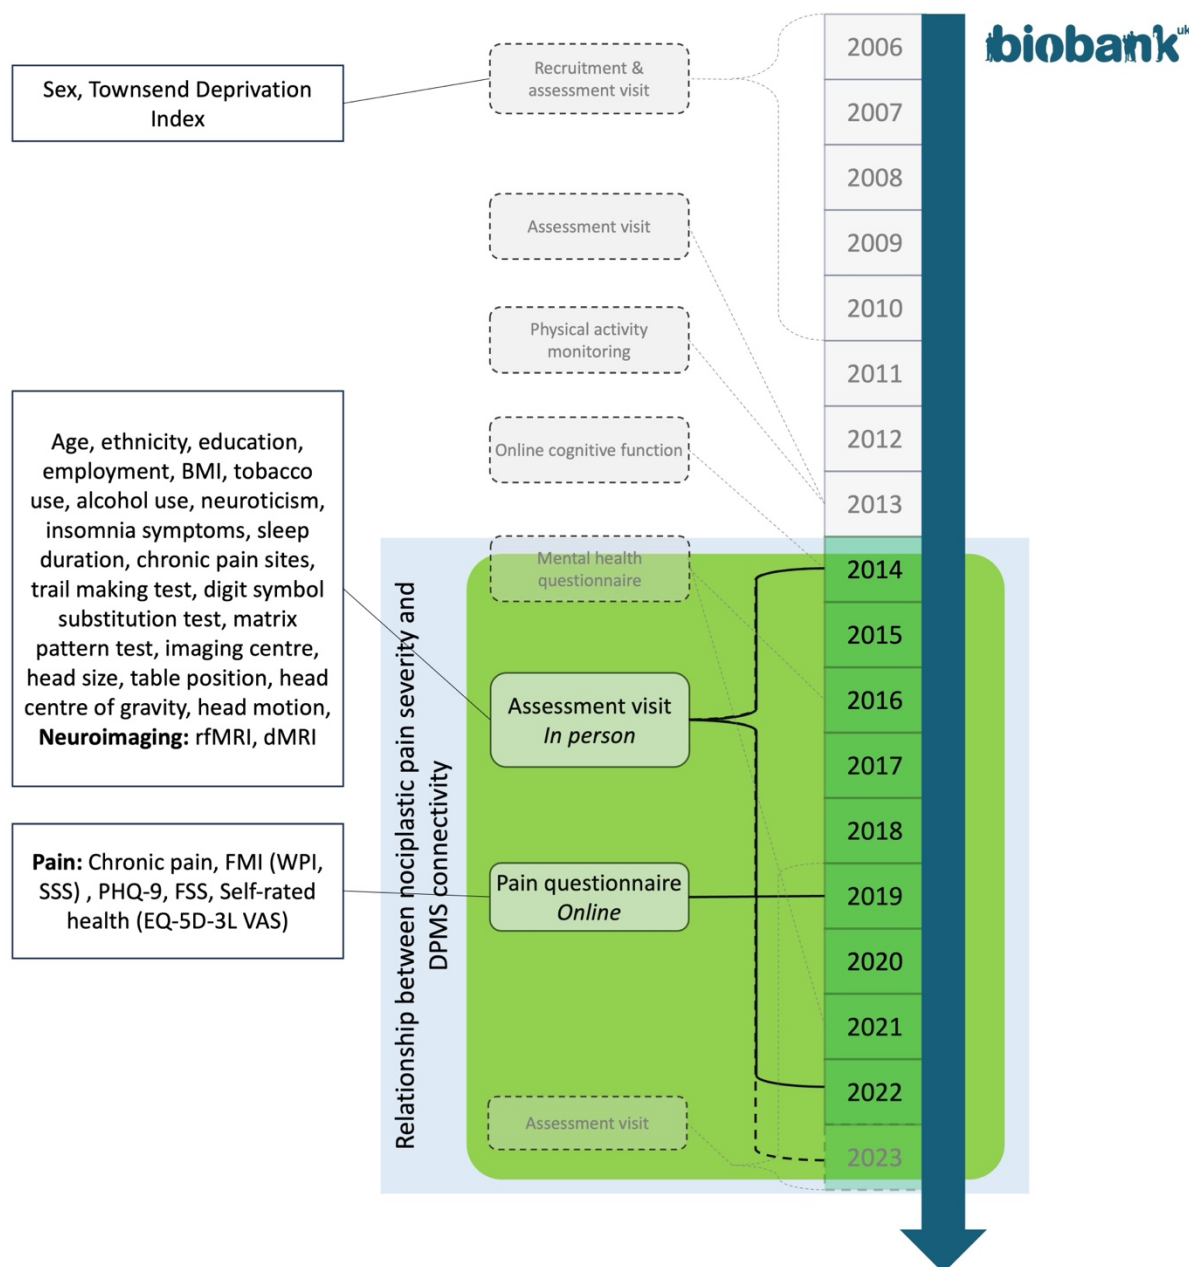 biobank uk
Sex, Townsend Deprivation
Index
Recruitment &
assessment visit
Assessment visit
Physical activity
monitoring
Online cognitive function
Mental health
questionnaire
Age, ethnicity, education,
employment, BMI, tobacco
use, alcohol use, neuroticism,
insomnia symptoms, sleep
duration, chronic pain sites,
trail making test, digit symbol
substitution test, matrix
pattern test, imaging centre,
head size, table position, head
centre of gravity, head motion,
Neuroimaging: rfMRI, dMRI
Assessment visit
In person
Pain: Chronic pain, FMI (WPI,
SSS) , PHQ-9, FSS, Self-rated
health (EQ-5D-3L VAS)
Pain questionnaire
Online
Assessment visit
Relationship between nociplastic pain severity and
DPMS connectivity
2006
2007
2008
2009
2010
2011
2012
2013
2014
2015
2016
2017
2018
2019
2020
2021
2022
2023